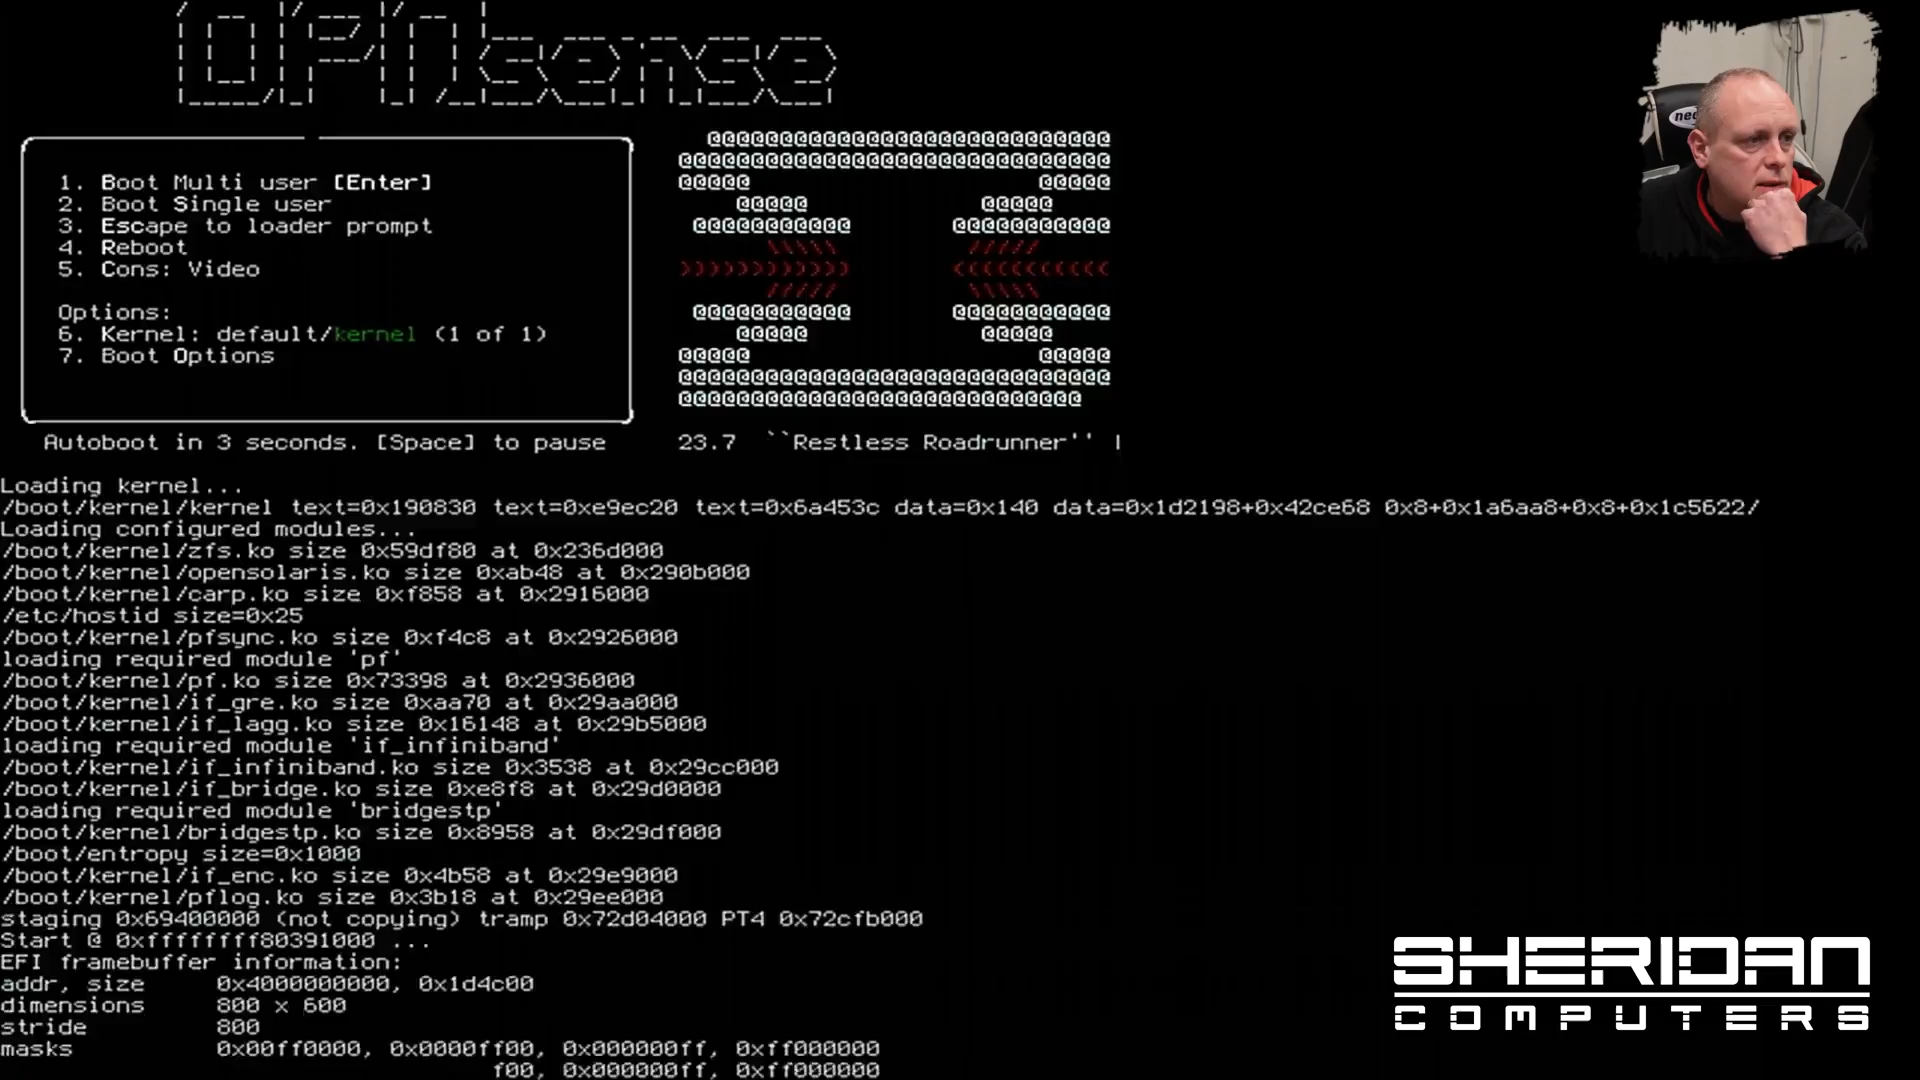 OPNsense
1. Boot Multi user [Enter]
2. Boot Single user
3. Escape to loader prompt
4. Reboot
5. Cons: Video
Options:
6. Kernel: default/kernel (1 of 1)
7. Boot Options
Autoboot in 3 seconds. [Space] to pause
@@@@@@@@@@@@@@@@@@@@@@@@@@@@
@@@@@@@@@@@@@@@@@@@@@@@@@@@@@@
@@@@@ @@@@@
@@@@@ @@@@@
@@@@@@@@@@@ @@@@@@@@@@@
\\\\\ /////
)))))))))))) (((((((((((
///// \\\\\
@@@@@@@@@@@ @@@@@@@@@@@
@@@@@ @@@@@
@@@@@ @@@@@
@@@@@@@@@@@@@@@@@@@@@@@@@@@@@@
@@@@@@@@@@@@@@@@@@@@@@@@@@@@
23.7 ``Restless Roadrunner'' |
Loading kernel...
/boot/kernel/kernel text=0x190830 text=0xe9ec20 text=0x6a453c data=0x140 data=0x1d2198+0x42ce68 0x8+0x1a6aa8+0x8+0x1c5622/
Loading configured modules...
/boot/kernel/zfs.ko size 0x59df80 at 0x236d000
/boot/kernel/opensolaris.ko size 0xab48 at 0x290b000
/boot/kernel/carp.ko size 0xf858 at 0x2916000
/etc/hostid size=0x25
/boot/kernel/pfsync.ko size 0xf4c8 at 0x2926000
loading required module 'pf'
/boot/kernel/pf.ko size 0x73398 at 0x2936000
/boot/kernel/if_gre.ko size 0xaa70 at 0x29aa000
/boot/kernel/if_lagg.ko size 0x16148 at 0x29b5000
loading required module 'if_infiniband'
/boot/kernel/if_infiniband.ko size 0x3538 at 0x29cc000
/boot/kernel/if_bridge.ko size 0xe8f8 at 0x29d0000
loading required module 'bridgestp'
/boot/kernel/bridgestp.ko size 0x8958 at 0x29df000
/boot/entropy size=0x1000
/boot/kernel/if_enc.ko size 0x4b58 at 0x29e9000
/boot/kernel/pflog.ko size 0x3b18 at 0x29ee000
staging 0x69400000 (not copying) tramp 0x72d04000 PT4 0x72cfb000
Start @ 0xffffffff80391000 ...
EFI framebuffer information:
addr, size 0x4000000000, 0x1d4c00
dimensions 800 x 600
stride 800
masks 0x00ff0000, 0x0000ff00, 0x000000ff, 0xff000000
f00, 0x000000ff, 0xff000000
SHERIDAN
COMPUTERS